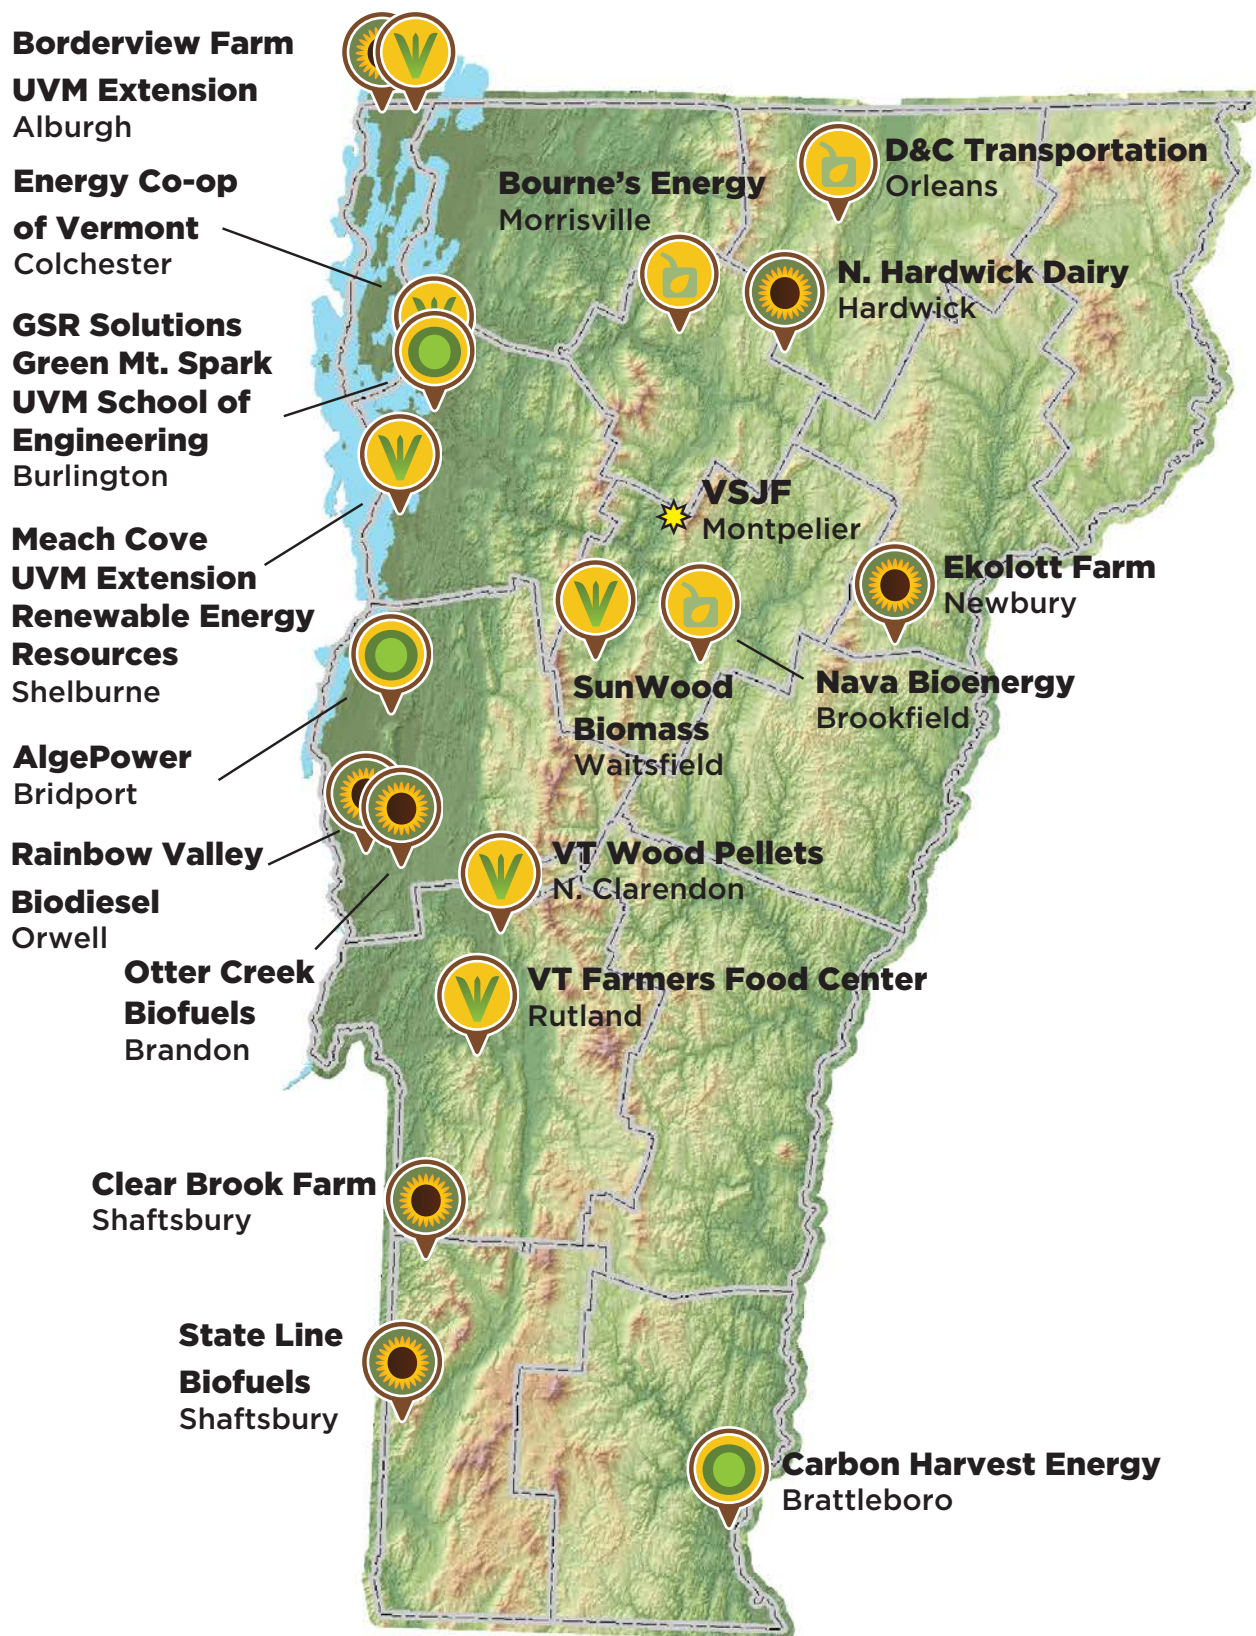 Borderview Farm
UVM Extension
Alburgh
Energy Co-op
of Vermont
Colchester
GSR Solutions
Green Mt. Spark
UVM School of
Engineering
Burlington
Meach Cove
UVM Extension
Renewable Energy
Resources
Shelburne
AlgePower
Bridport
Rainbow Valley
Biodiesel
Orwell
Otter Creek
Biofuels
Brandon
Clear Brook Farm
Shaftsbury
State Line
Biofuels
Shaftsbury
Bourne's Energy
Morrisville
D&C Transportation
Orleans
N. Hardwick Dairy
Hardwick
VSJF
Montpelier
Ekolott Farm
Newbury
SunWood
Biomass
Waitsfield
Nava Bioenergy
Brookfield
VT Wood Pellets
N. Clarendon
VT Farmers Food Center
Rutland
Carbon Harvest Energy
Brattleboro